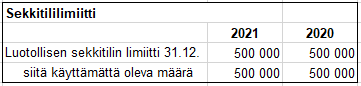 Sekkitililimiitti
2021 2020
Luotollisen sekkitilin limiitti 31.12. 500 000 500 000
siitä käyttämättä oleva määrä 500 000 500 000